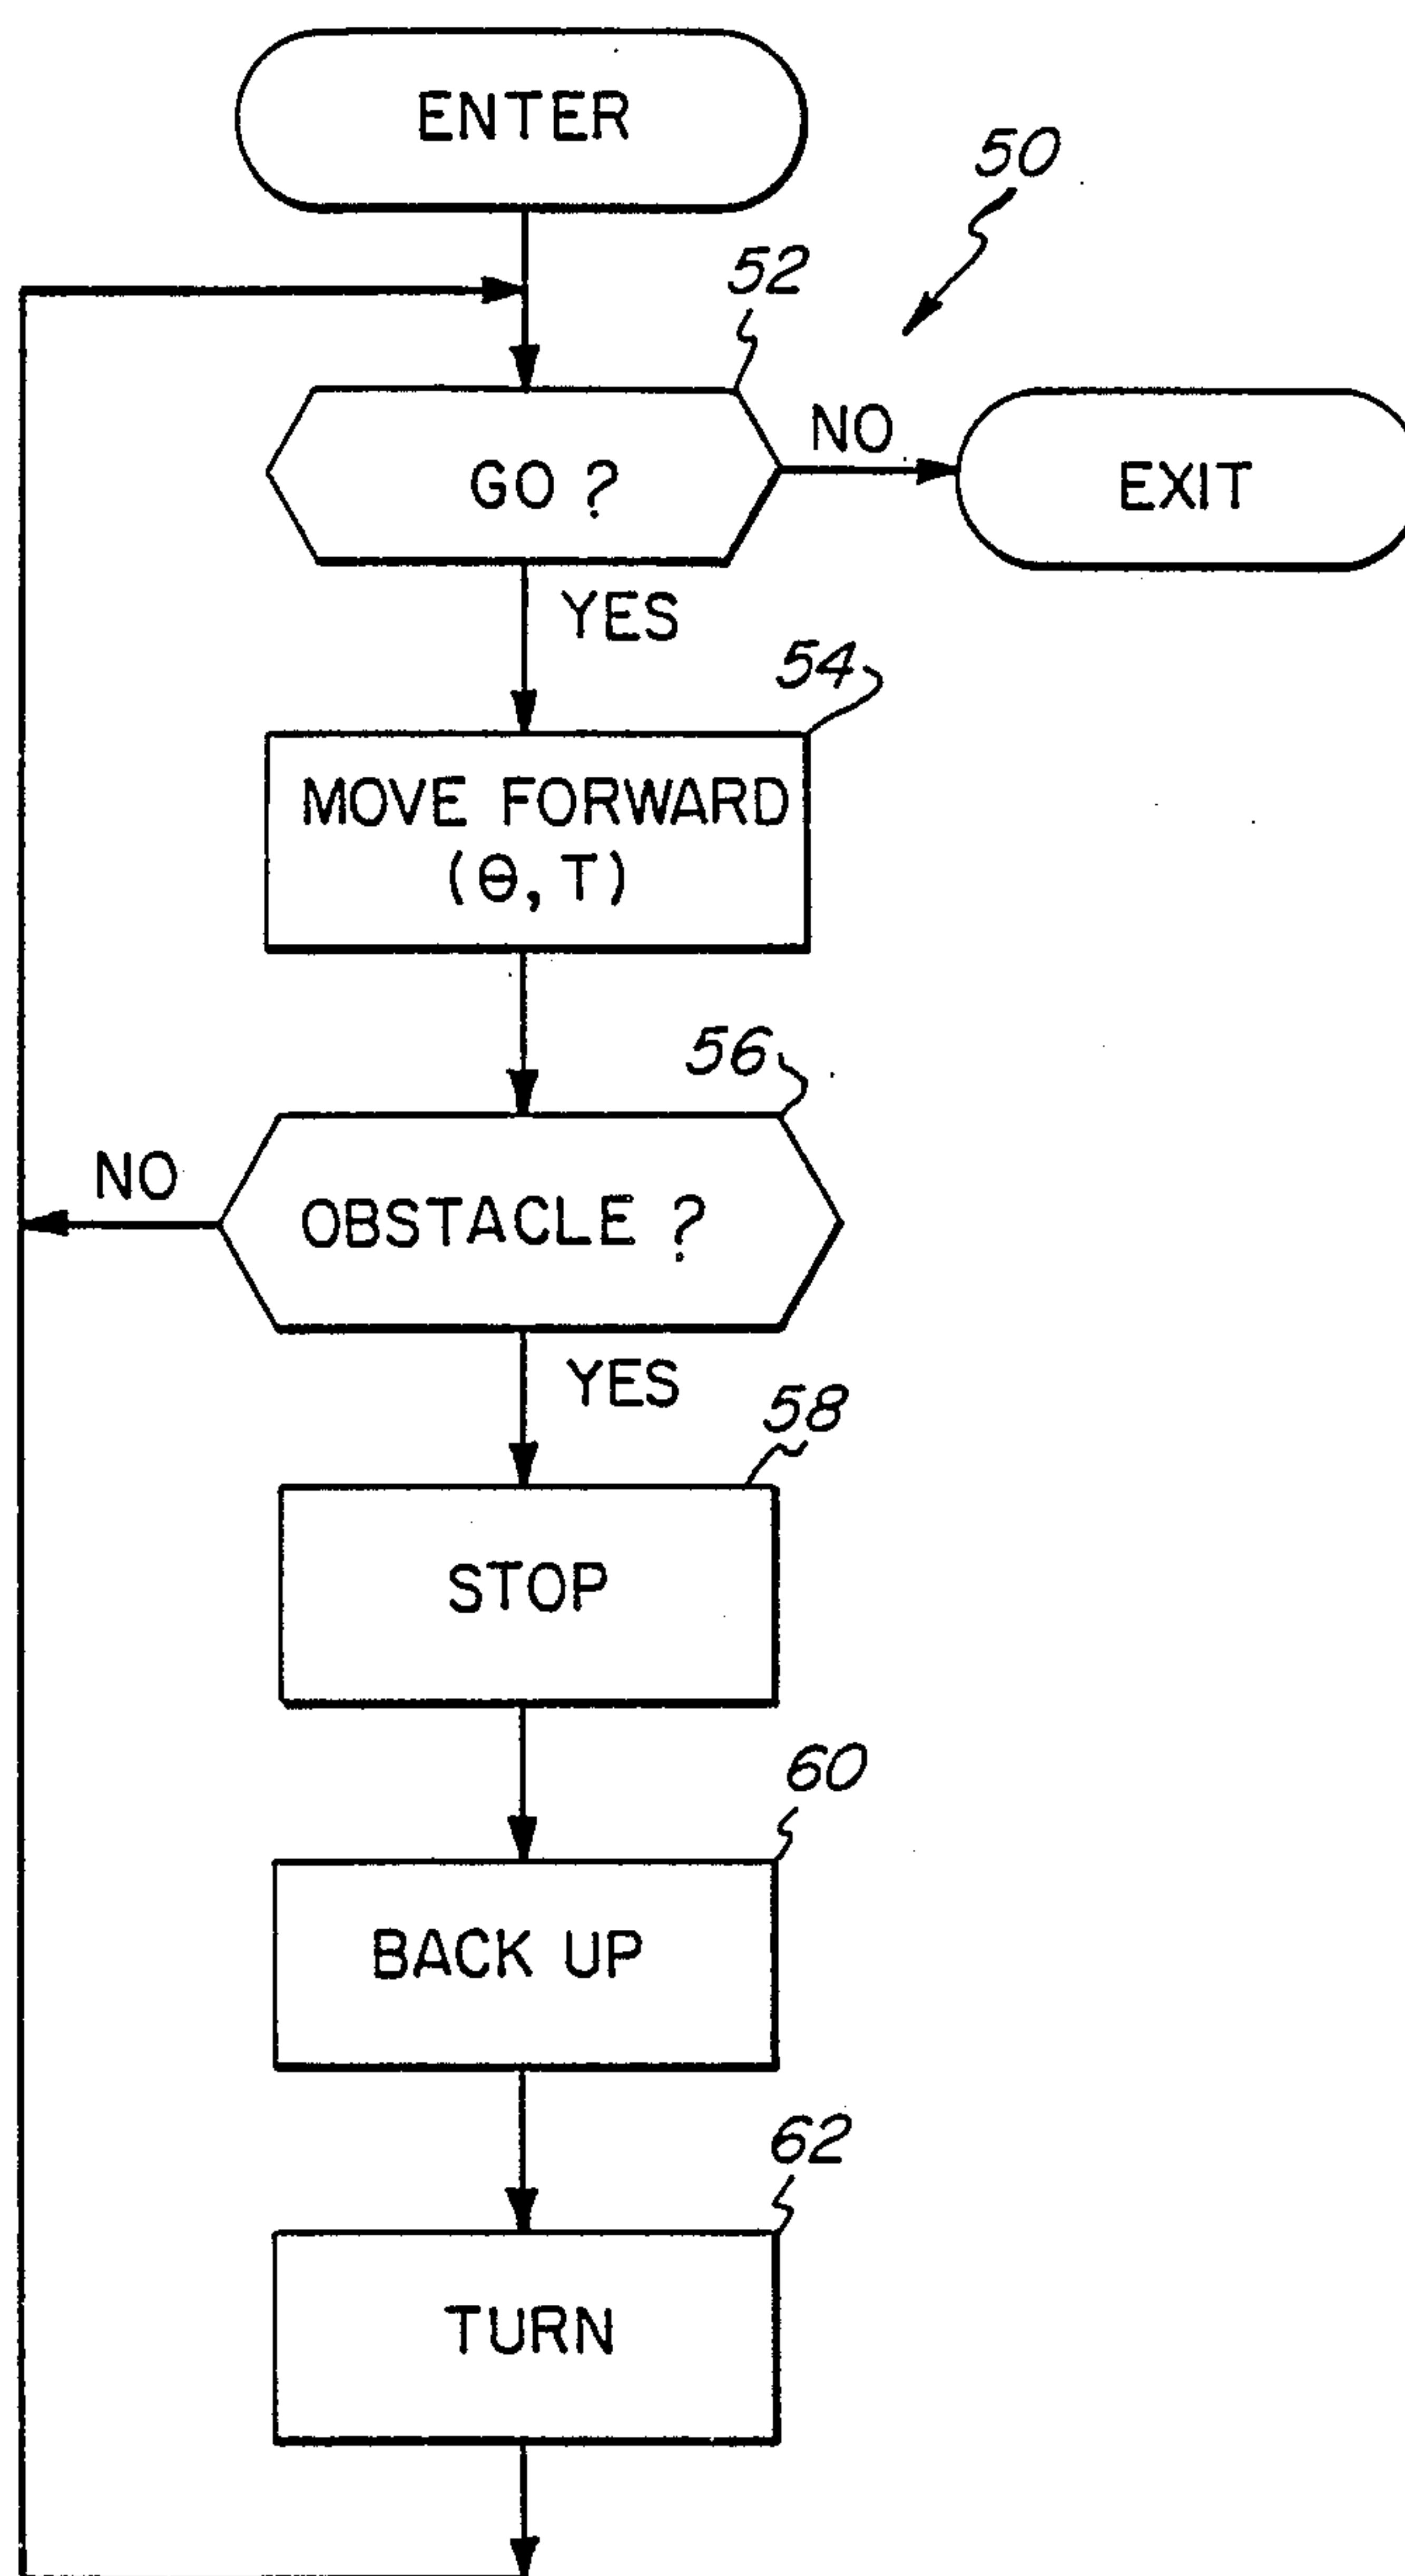 ENTER
50
52
GO ?
NO
EXIT
YES
54
MOVE FORWARD
(Θ, T)
56
NO
OBSTACLE ?
YES
58
STOP
60
BACK UP
62
TURN